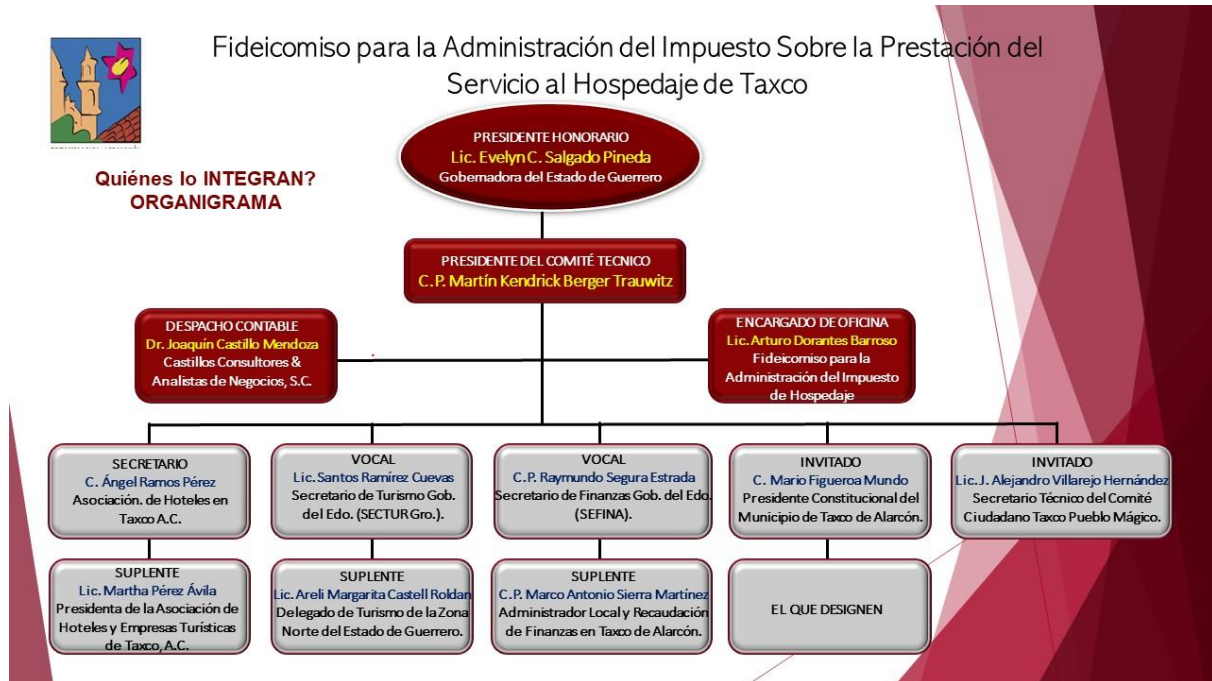 Fideicomiso para la Administración del Impuesto Sobre la Prestación del
Servicio al Hospedaje de Taxco
Quiénes lo INTEGRAN?
ORGANIGRAMA
PRESIDENTE HONORARIO
Lic. Evelyn C. Salgado Pineda
Gobernadora del Estado de Guerrero
PRESIDENTE DEL COMITÉ TECNICO
C.P. Martín Kendrick Berger Trauwitz
DESPACHO CONTABLE
Dr. Joaquín Castillo Mendoza
Castillos Consultores &
Analistas de Negocios, S.C.
ENCARGADO DE OFICINA
Lic. Arturo Dorantes Barroso
Fideicomiso para la
Administración del Impuesto
de Hospedaje
SECRETARIO
C. Ángel Ramos Pérez
Asociación. de Hoteles en
Taxco A.C.
VOCAL
Lic. Santos Ramírez Cuevas
Secretario de Turismo Gob.
del Edo. (SECTUR Gro.).
VOCAL
C.P. Raymundo Segura Estrada
Secretario de Finanzas Gob. del Edo.
(SEFINA).
INVITADO
C. Mario Figueroa Mundo
Presidente Constitucional del
Municipio de Taxco de Alarcón.
INVITADO
Lic. J. Alejandro Villarejo Hernández
Secretario Técnico del Comité
Ciudadano Taxco Pueblo Mágico.
SUPLENTE
Lic. Martha Pérez Ávila
Presidenta de la Asociación de
Hoteles y Empresas Turísticas
de Taxco, A.C.
SUPLENTE
Lic. Areli Margarita Castell Roldan
Delegado de Turismo de la Zona
Norte del Estado de Guerrero.
SUPLENTE
C.P. Marco Antonio Sierra Martínez
Administrador Local y Recaudación
de Finanzas en Taxco de Alarcón.
EL QUE DESIGNEN